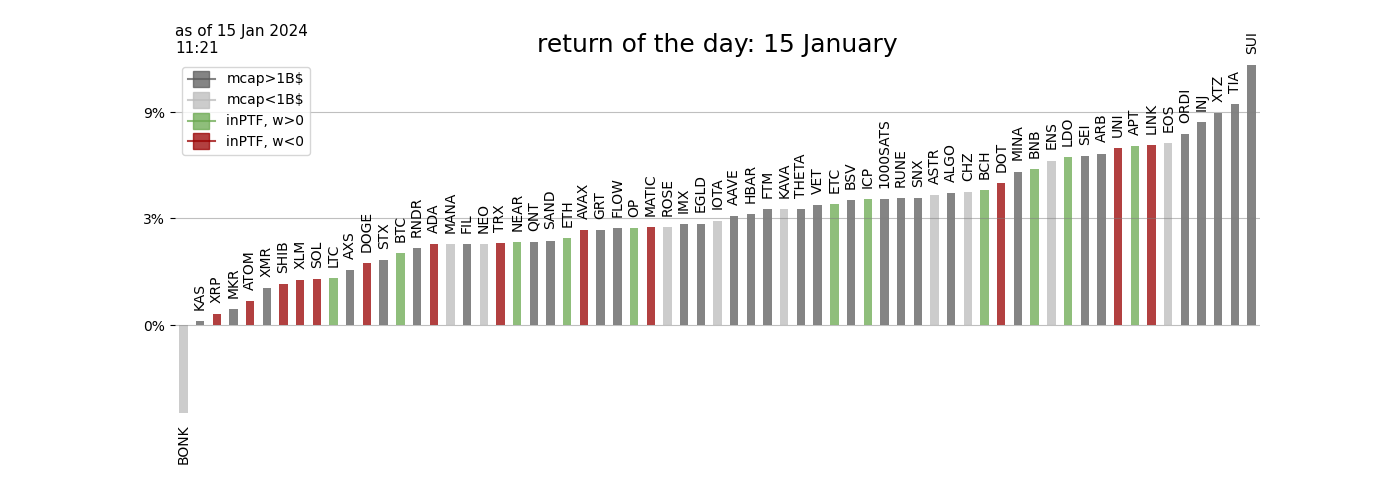 as of 15 Jan 2024
11:21
return of the day: 15 January
mcap>1B$
mcap<1B$
inPTF, w>0
inPTF, w<0
9%
3%
0%
BONK
KAS
XRP
MKR
ATOM
XMR
SHIB
XLM
SOL
LTC
AXS
DOGE
STX
BTC
RNDR
ADA
MANA
FIL
NEO
TRX
NEAR
QNT
SAND
ETH
AVAX
GRT
FLOW
OP
MATIC
ROSE
IMX
EGLD
IOTA
AAVE
HBAR
FTM
KAVA
THETA
VET
ETC
BSV
ICP
1000SATS
RUNE
SNX
ASTR
ALGO
CHZ
BCH
DOT
MINA
BNB
ENS
LDO
SEI
ARB
UNI
APT
LINK
EOS
ORDI
INJ
XTZ
TIA
SUI